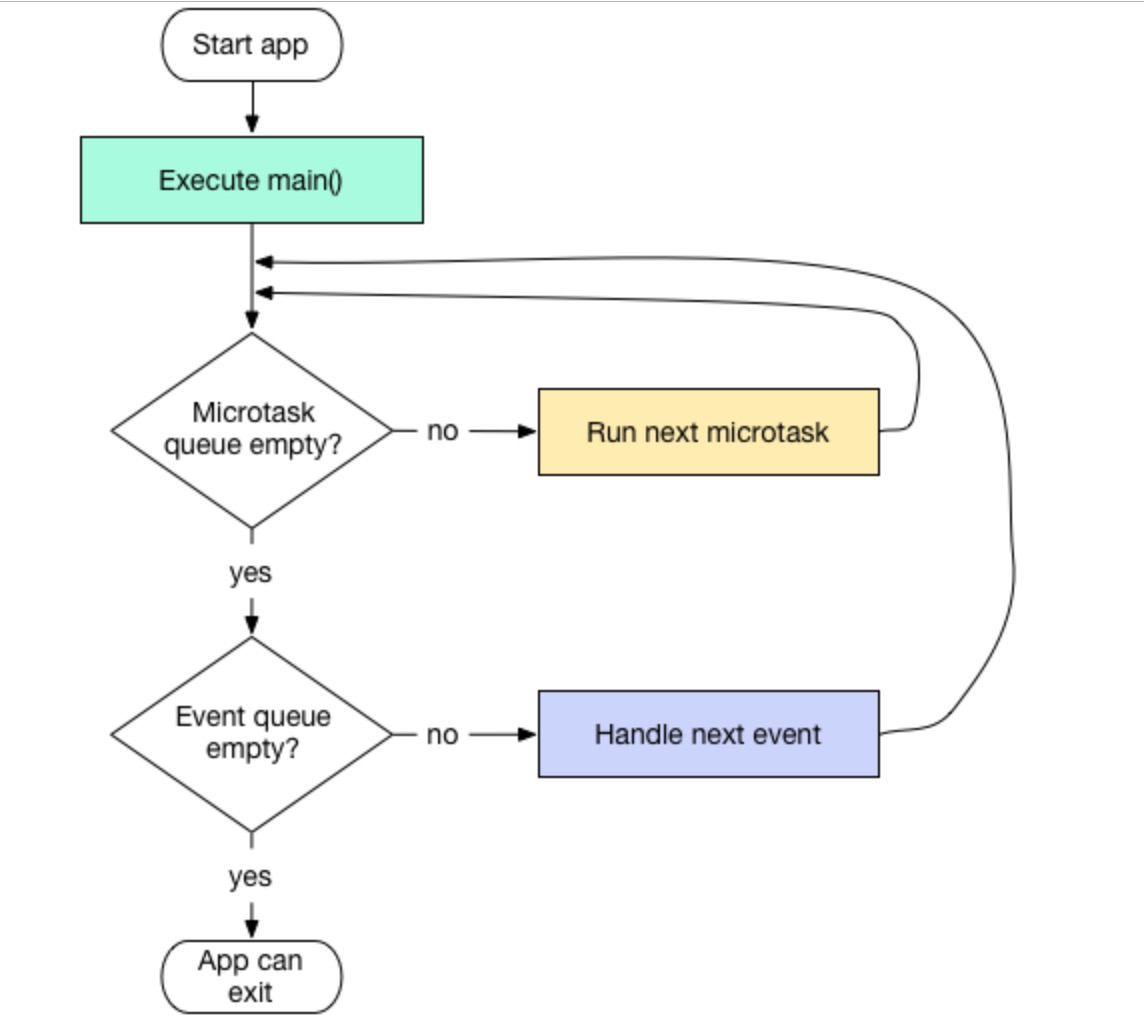 Start app
Execute main()
Microtask
queue empty?
no
Run next microtask
yes
Event queue
empty?
no
Handle next event
yes
App can
exit